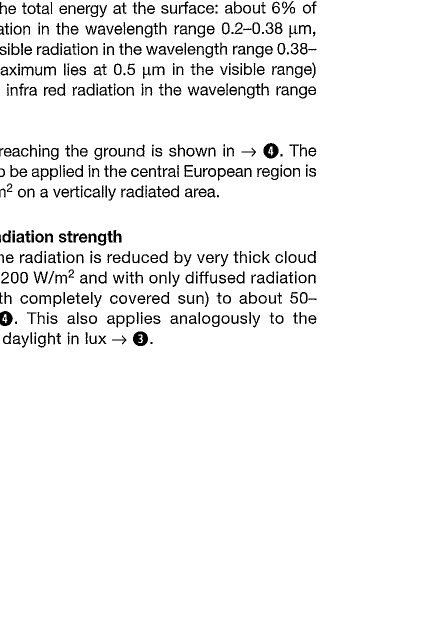 he total energy at the surface: about 6% of
ation in the wavelength range 0.2–0.38 µm,
sible radiation in the wavelength range 0.38–
aximum lies at 0.5 µm in the visible range)
infra red radiation in the wavelength range
reaching the ground is shown in → ❹. The
o be applied in the central European region is
m² on a vertically radiated area.
diation strength
he radiation is reduced by very thick cloud
200 W/m² and with only diffused radiation
th completely covered sun) to about 50–
❹. This also applies analogously to the
daylight in lux → ❸.